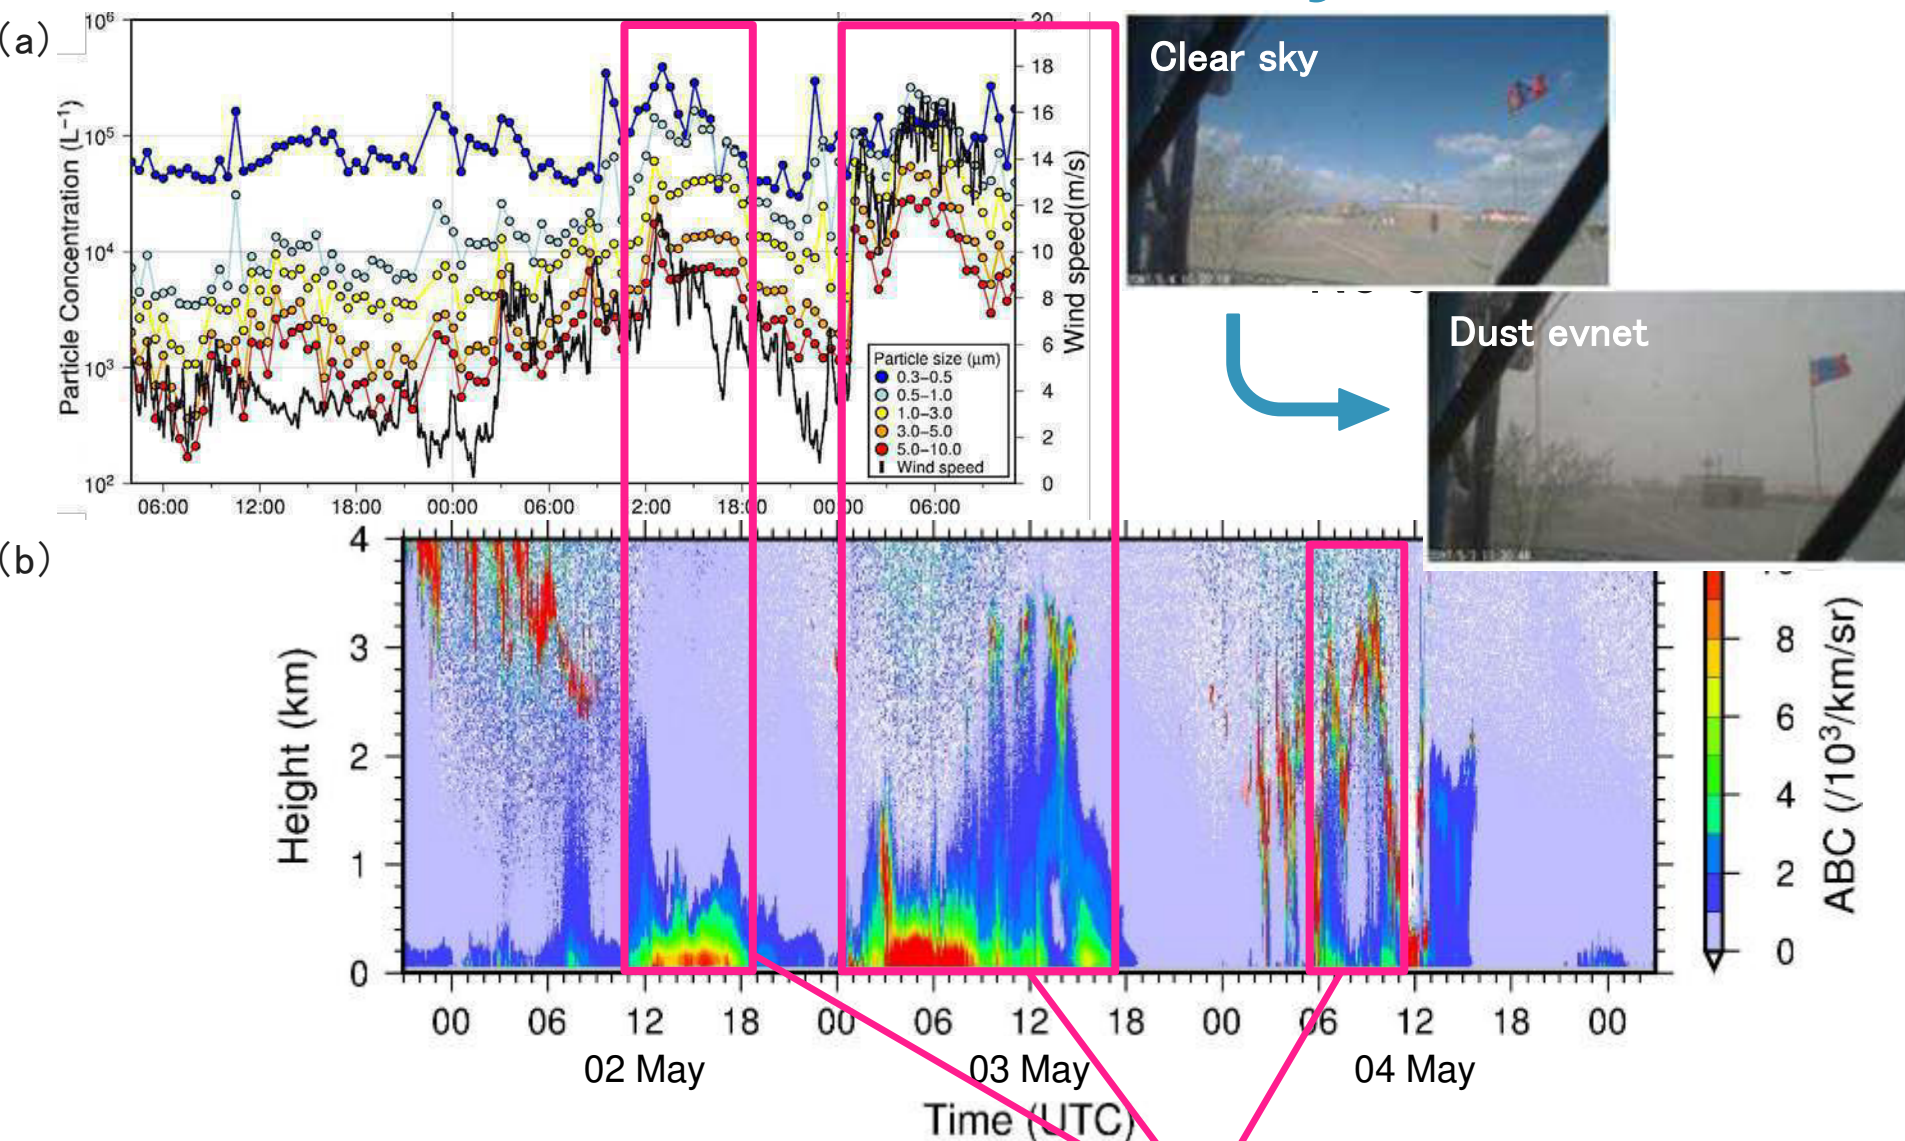 (a)
10⁶
10⁵
10⁴
10³
10²
Particle Concentration (L⁻¹)
20
18
16
14
12
10
8
6
4
2
0
Wind speed(m/s)
Particle size (μm)
0.3−0.5
0.5−1.0
1.0−3.0
3.0−5.0
5.0−10.0
Wind speed
06:00 12:00 18:00 00:00 06:00 2:00 18:00 00:00 06:00
Clear sky
Dust evnet
(b)
4
3
2
1
0
Height (km)
8
6
4
2
0
ABC (/10³/km/sr)
00 06 12 18 00 06 12 18 00 06 12 18 00
02 May 03 May 04 May
Time (UTC)